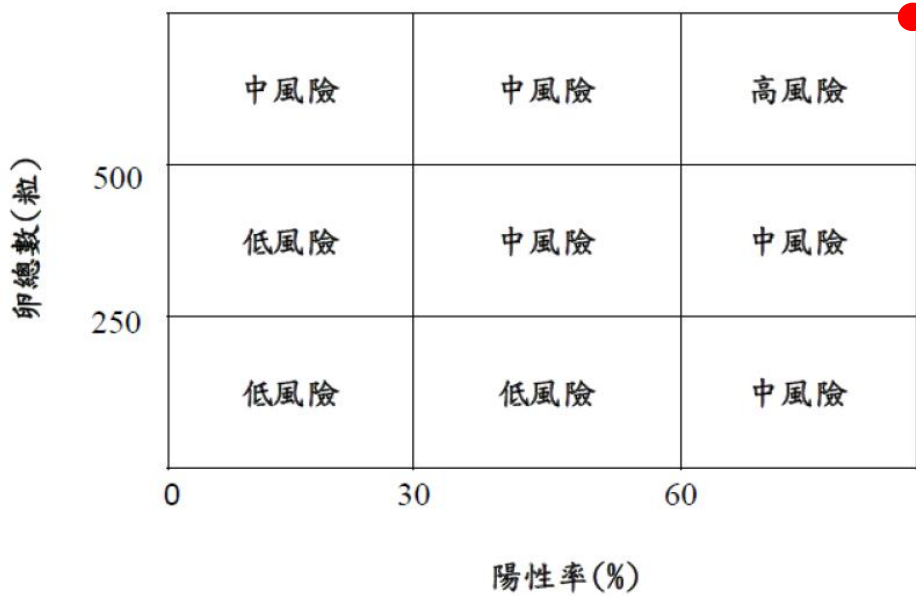 中風險 中風險 高風險
500
低風險 中風險 中風險
卵總數(粒)
250
低風險 低風險 中風險
0 30 60
陽性率(%)